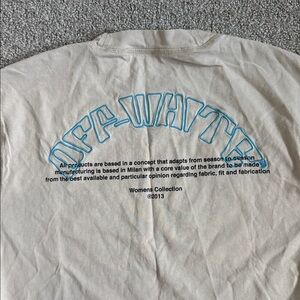 OFF-WHITE
All products are based in a concept that adapts from season to season
manufacturing is based in Milan with a core value of the brand to be made
from the best available and particular opinion regarding fabric, fit and fabrication
Womens Collection
©2013